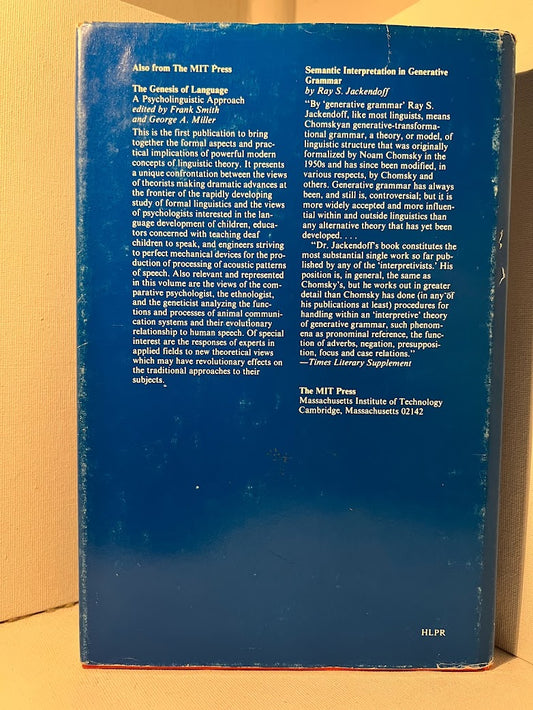 Also from The MIT Press
The Genesis of Language
A Psycholinguistic Approach
edited by Frank Smith
and George A. Miller
This is the first publication to bring
together the formal aspects and prac-
tical implications of powerful modern
concepts of linguistic theory. It presents
a unique confrontation between the views
of theorists making dramatic advances at
the frontier of the rapidly developing
study of formal linguistics and the views
of psychologists interested in the lan-
guage development of children, educa-
tors concerned with teaching deaf
children to speak, and engineers striving
to perfect mechanical devices for the pro-
duction of processing of acoustic patterns
of speech. Also relevant and represented
in this volume are the views of the com-
parative psychologist, the ethnologist,
and the geneticist analyzing the func-
tions and processes of animal communi-
cation systems and their evolutionary
relationship to human speech. Of special
interest are the responses of experts in
applied fields to new theoretical views
which may have revolutionary effects on
the traditional approaches to their
subjects.
Semantic Interpretation in Generative
Grammar
by Ray S. Jackendoff
"By 'generative grammar' Ray S.
Jackendoff, like most linguists, means
Chomskyan generative-transforma-
tional grammar, a theory, or model, of
linguistic structure that was originally
formalized by Noam Chomsky in the
1950s and has since been modified, in
various respects, by Chomsky and
others. Generative grammar has always
been, and still is, controversial; but it is
more widely accepted and more influen-
tial within and outside linguistics than
any alternative theory that has yet been
developed. . . .
"Dr. Jackendoff's book constitutes the
most substantial single work so far pub-
lished by any of the 'interpretivists.' His
position is, in general, the same as
Chomsky's, but he works out in greater
detail than Chomsky has done (in any of
his publications at least) procedures for
handling within an 'interpretive' theory
of generative grammar, such phenom-
ena as pronominal reference, the func-
tion of adverbs, negation, presupposi-
tion, focus and case relations."
—Times Literary Supplement
The MIT Press
Massachusetts Institute of Technology
Cambridge, Massachusetts 02142
HLPR